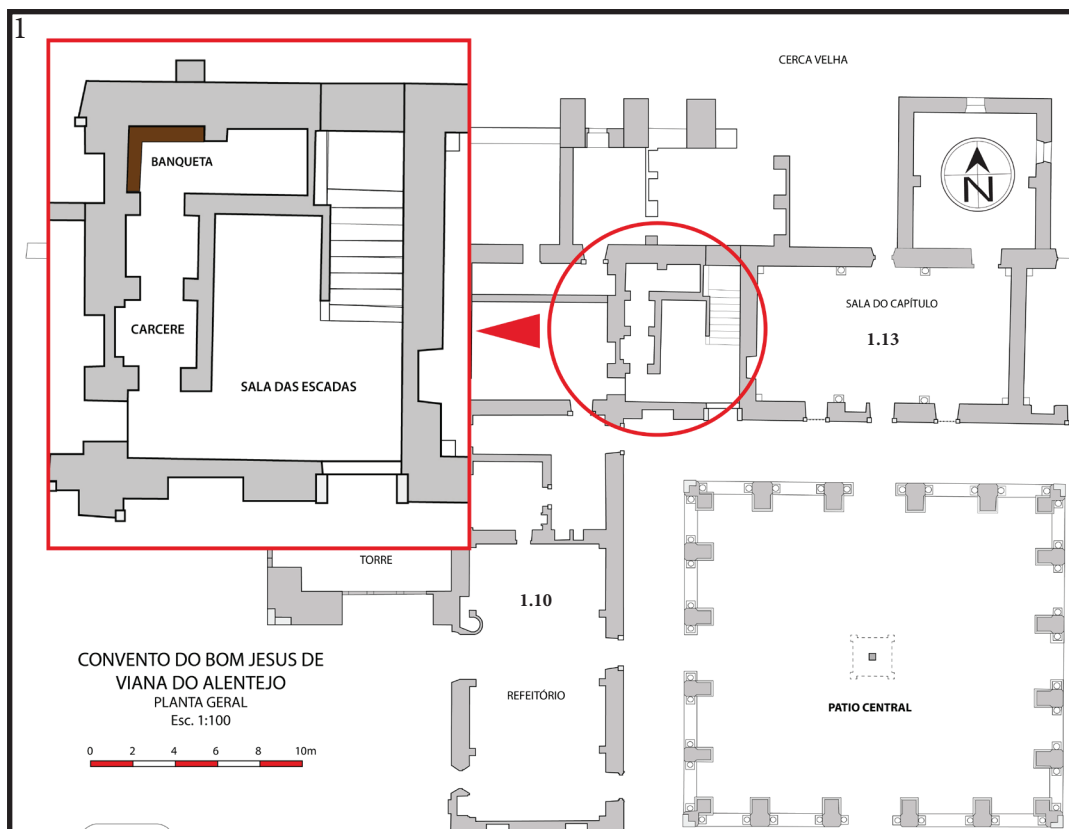 1
CERCA VELHA
BANQUETA
N
CARCERE
SALA DAS ESCADAS
SALA DO CAPÍTULO
1.13
TORRE
1.10
CONVENTO DO BOM JESUS DE
VIANA DO ALENTEJO
PLANTA GERAL
Esc. 1:100
0 2 4 6 8 10m
REFEITÓRIO
PATIO CENTRAL